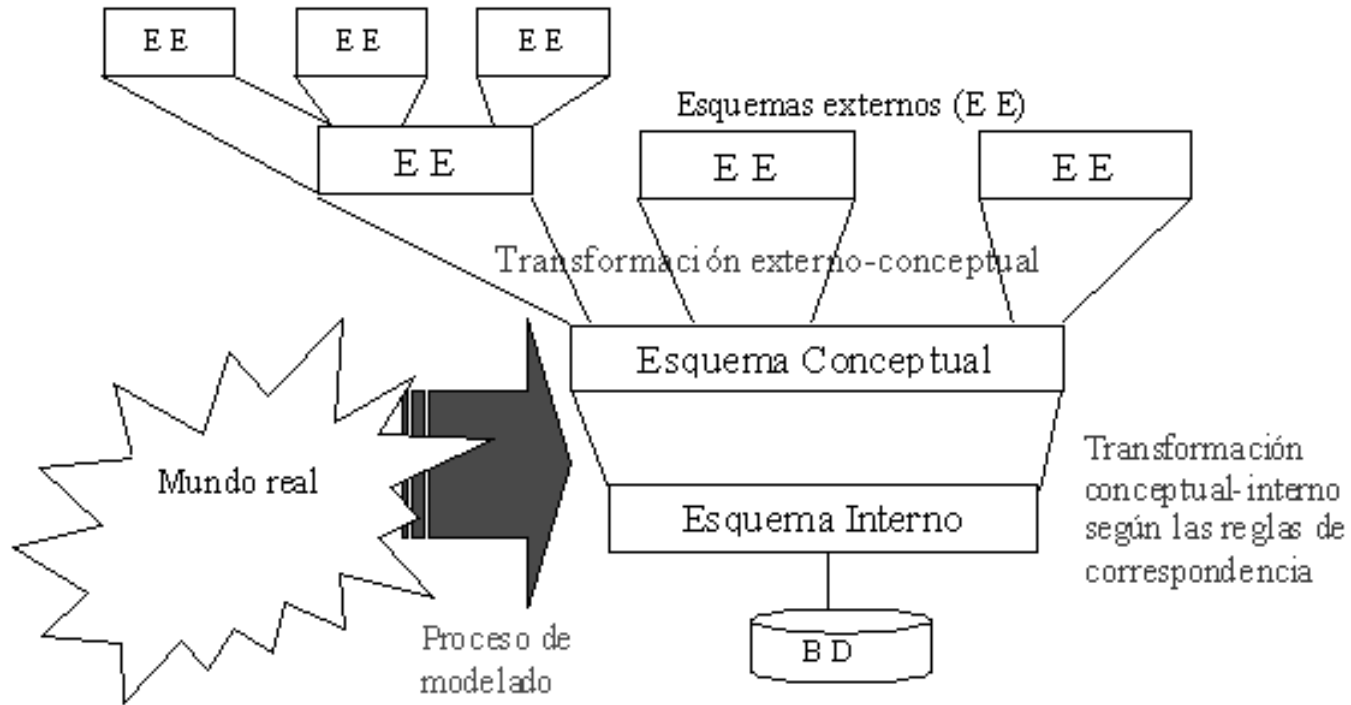 E E
E E
E E
Esquemas externos (E E)
E E
E E
E E
Transformación externo-conceptual
Esquema Conceptual
Mundo real
Transformación
conceptual-interno
según las reglas de
correspondencia
Esquema Interno
Proceso de
modelado
B D